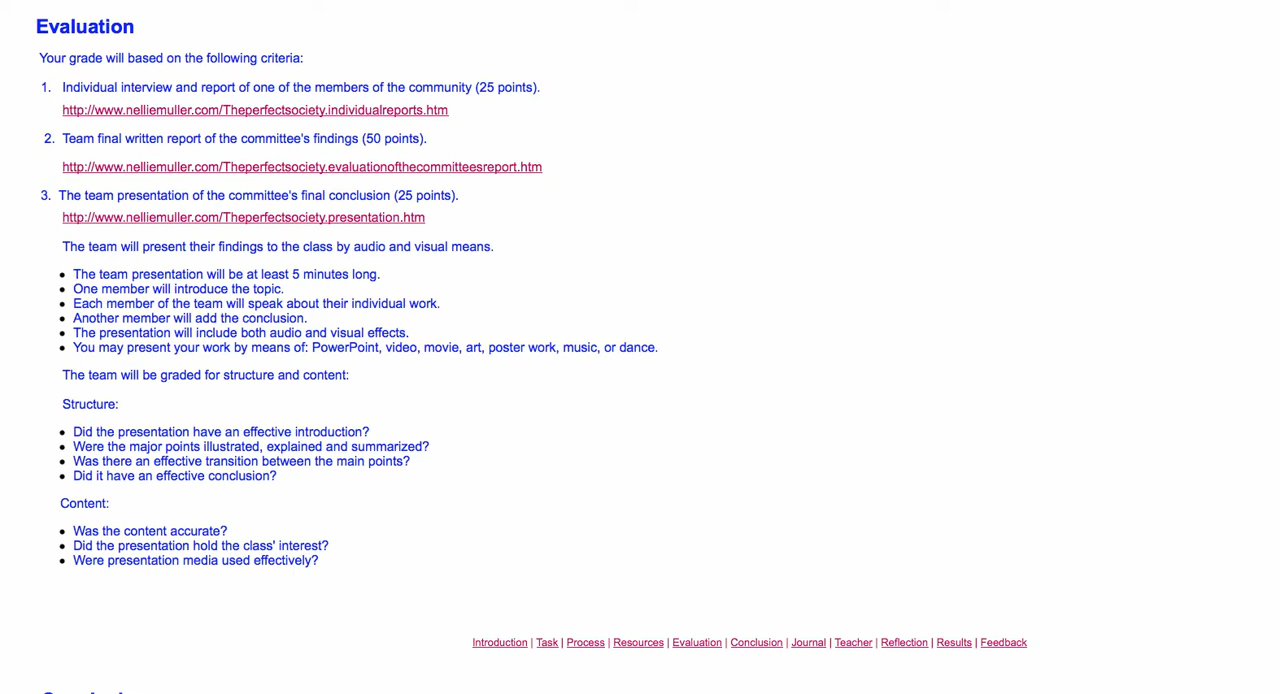 Evaluation
Your grade will based on the following criteria:
1. Individual interview and report of one of the members of the community (25 points).
http://www.nelliemuller.com/Theperfectsociety.individualreports.htm
2. Team final written report of the committee's findings (50 points).
http://www.nelliemuller.com/Theperfectsociety.evaluationofthecommitteesreport.htm
3. The team presentation of the committee's final conclusion (25 points).
http://www.nelliemuller.com/Theperfectsociety.presentation.htm
The team will present their findings to the class by audio and visual means.
• The team presentation will be at least 5 minutes long.
• One member will introduce the topic.
• Each member of the team will speak about their individual work.
• Another member will add the conclusion.
• The presentation will include both audio and visual effects.
• You may present your work by means of: PowerPoint, video, movie, art, poster work, music, or dance.
The team will be graded for structure and content:
Structure:
• Did the presentation have an effective introduction?
• Were the major points illustrated, explained and summarized?
• Was there an effective transition between the main points?
• Did it have an effective conclusion?
Content:
• Was the content accurate?
• Did the presentation hold the class' interest?
• Were presentation media used effectively?
Introduction | Task | Process | Resources | Evaluation | Conclusion | Journal | Teacher | Reflection | Results | Feedback